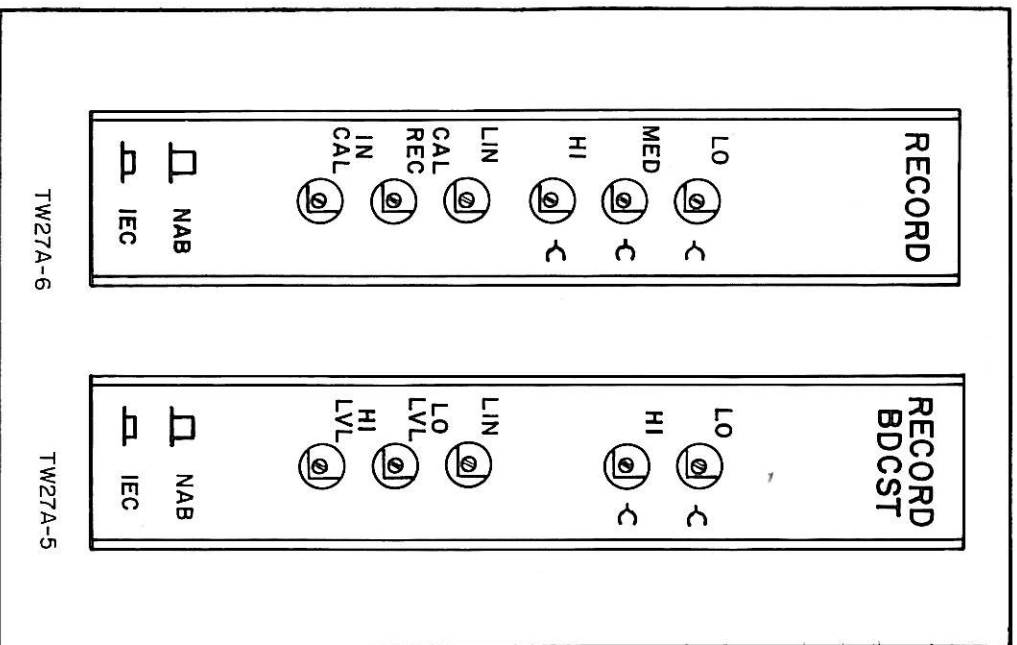 RECORD
LO
MED
HI
LIN
CAL
REC
IN
CAL
NAB
IEC
TW27A-6
RECORD
BDCST
LO
HI
LIN
LO
LVL
HI
LVL
NAB
IEC
TW27A-5